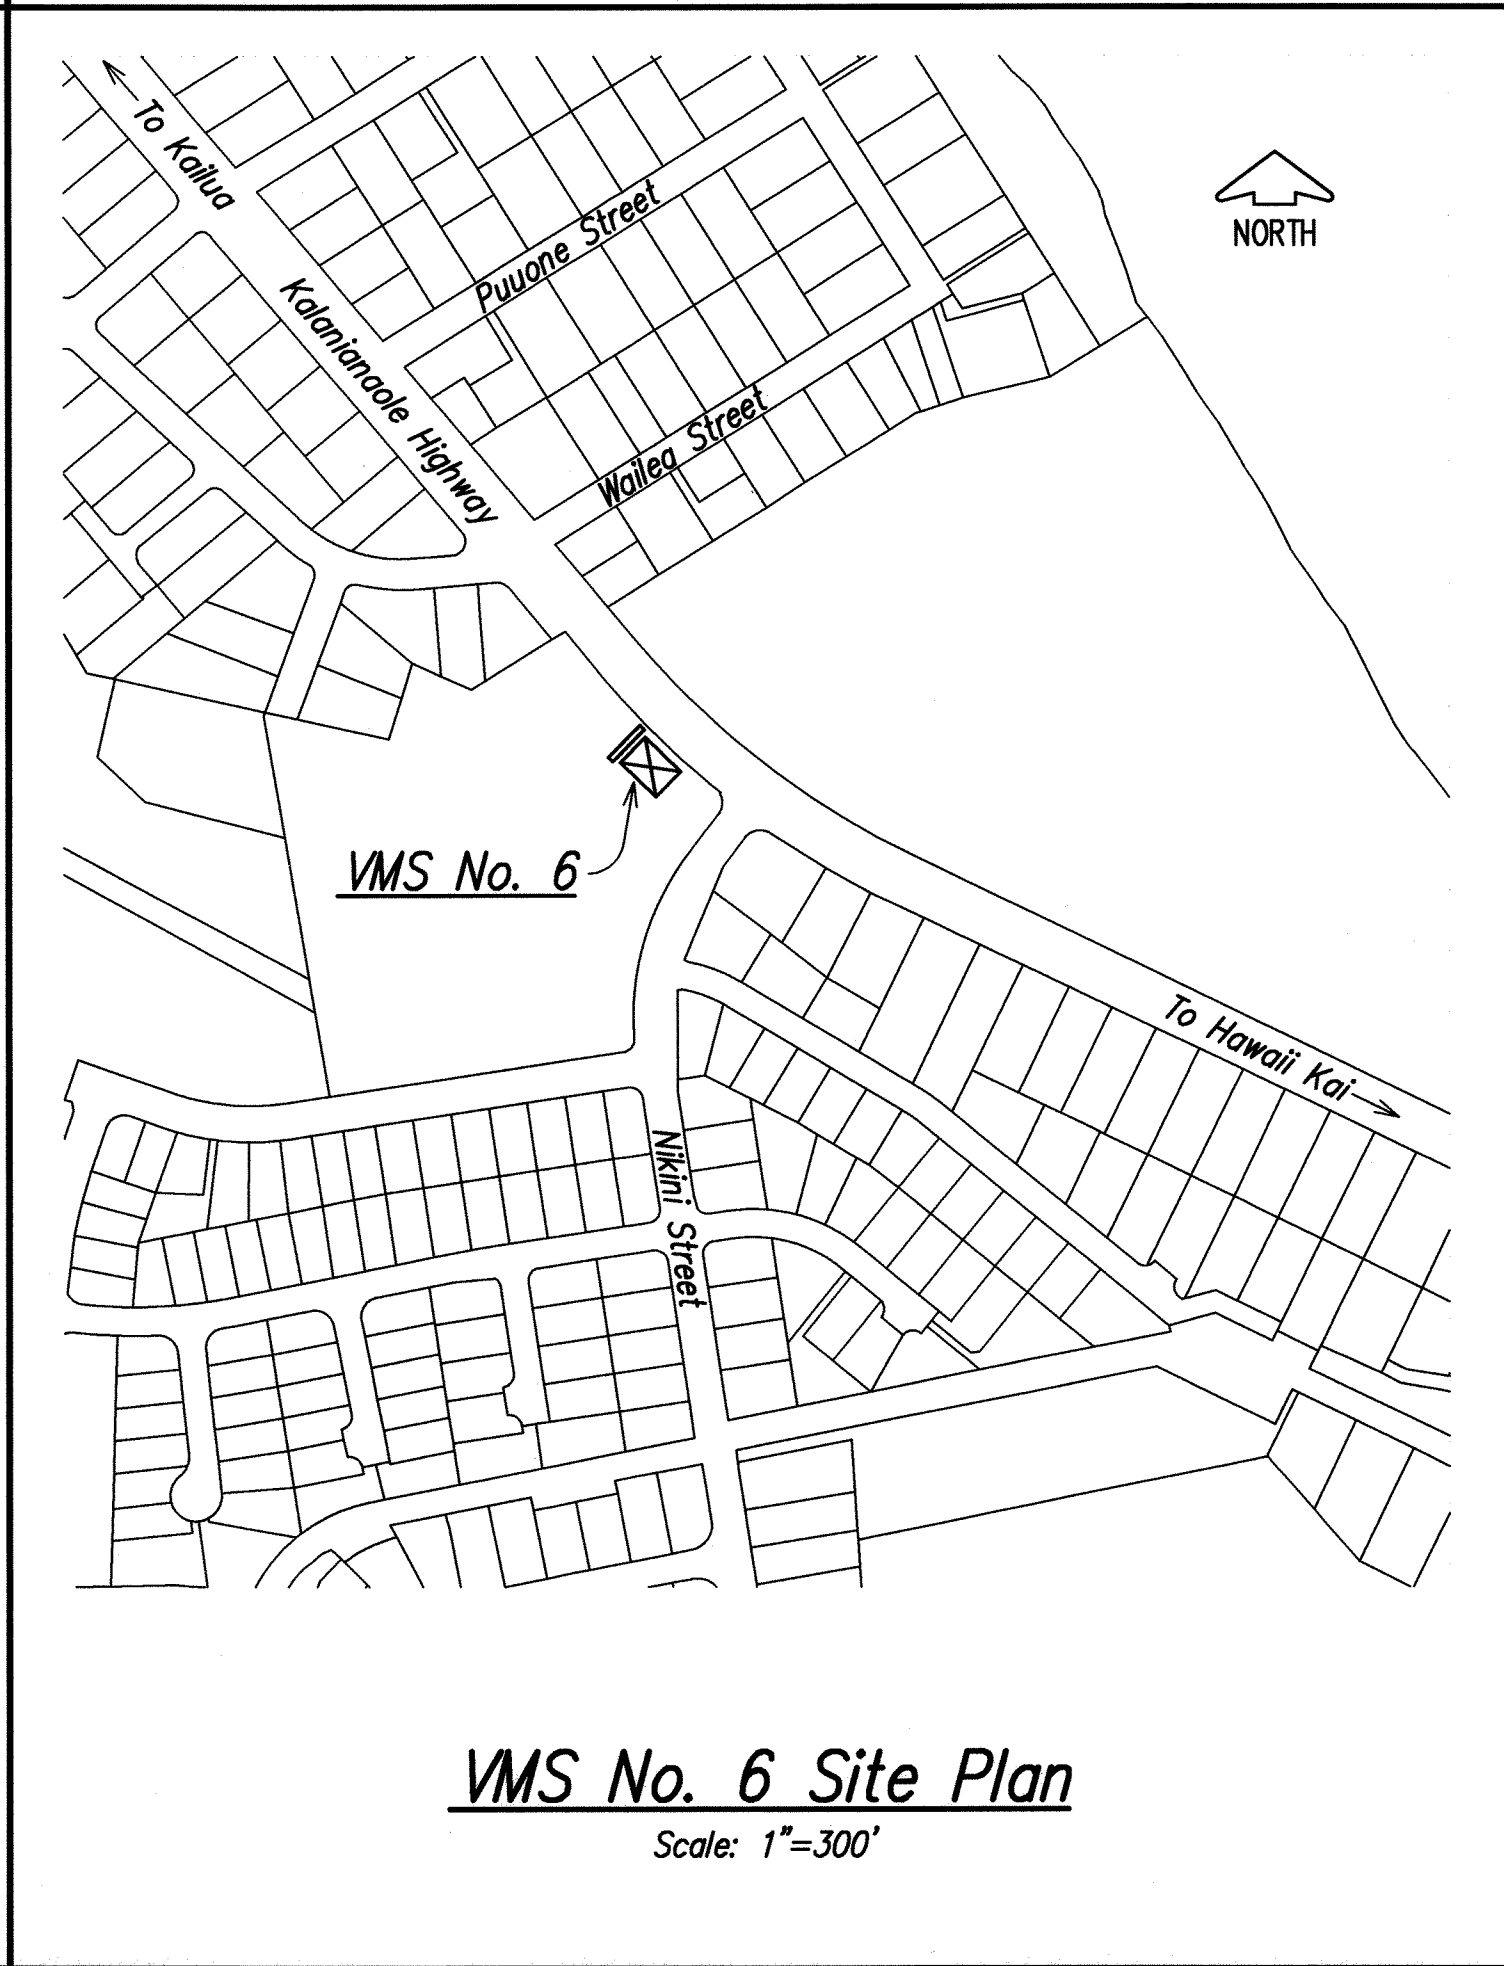 To Kailua
NORTH
Puuone Street
Kalanianaole Highway
Wailea Street
VMS No. 6
To Hawaii Kai
Nikini Street
VMS No. 6 Site Plan
Scale: 1"=300'